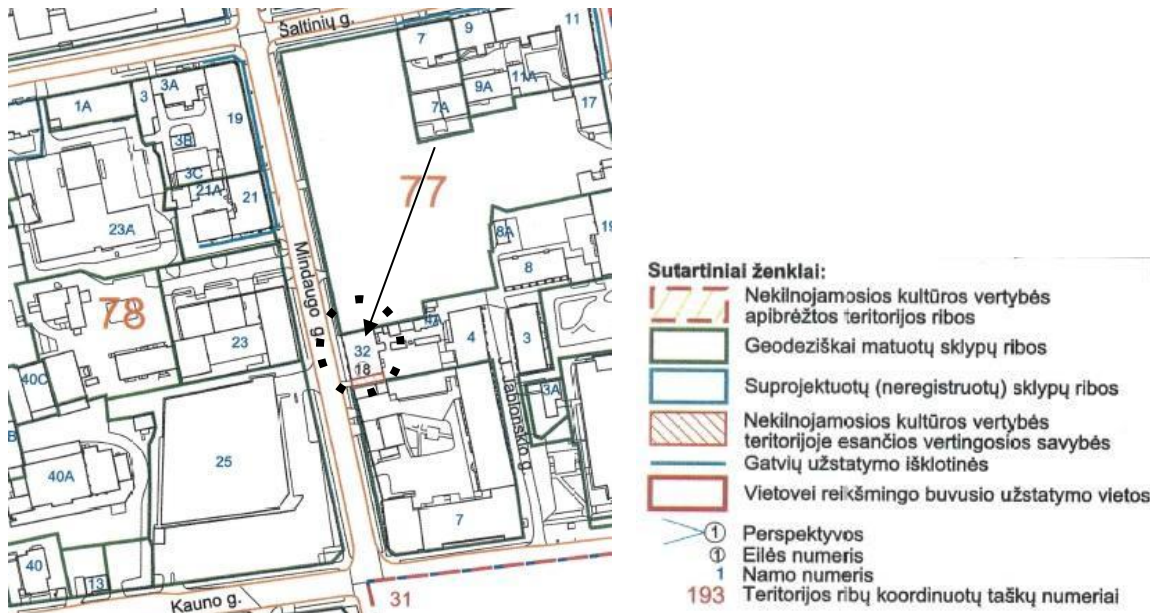 Šaltinių g.
7
9
11
3A
3
1A
19
9A
11A
7A
17
3B
3C
21A
21
77
23A
8A
19
8
Mindaugo g.
78
4A
32
4
3
23
18
40C
3A
Jablonskio g.
B
25
40A
7
40
13
Kauno g.
31
Sutartiniai ženklai:
Nekilnojamosios kultūros vertybės
apibrėžtos teritorijos ribos
Geodeziškai matuotų sklypų ribos
Suprojektuotų (neregistruotų) sklypų ribos
Nekilnojamosios kultūros vertybės
teritorijoje esančios vertingosios savybės
Gatvių užstatymo išklotinės
Vietovei reikšmingo buvusio užstatymo vietos
1 Perspektyvos
1 Eilės numeris
1 Namo numeris
193 Teritorijos ribų koordinuotų taškų numeriai